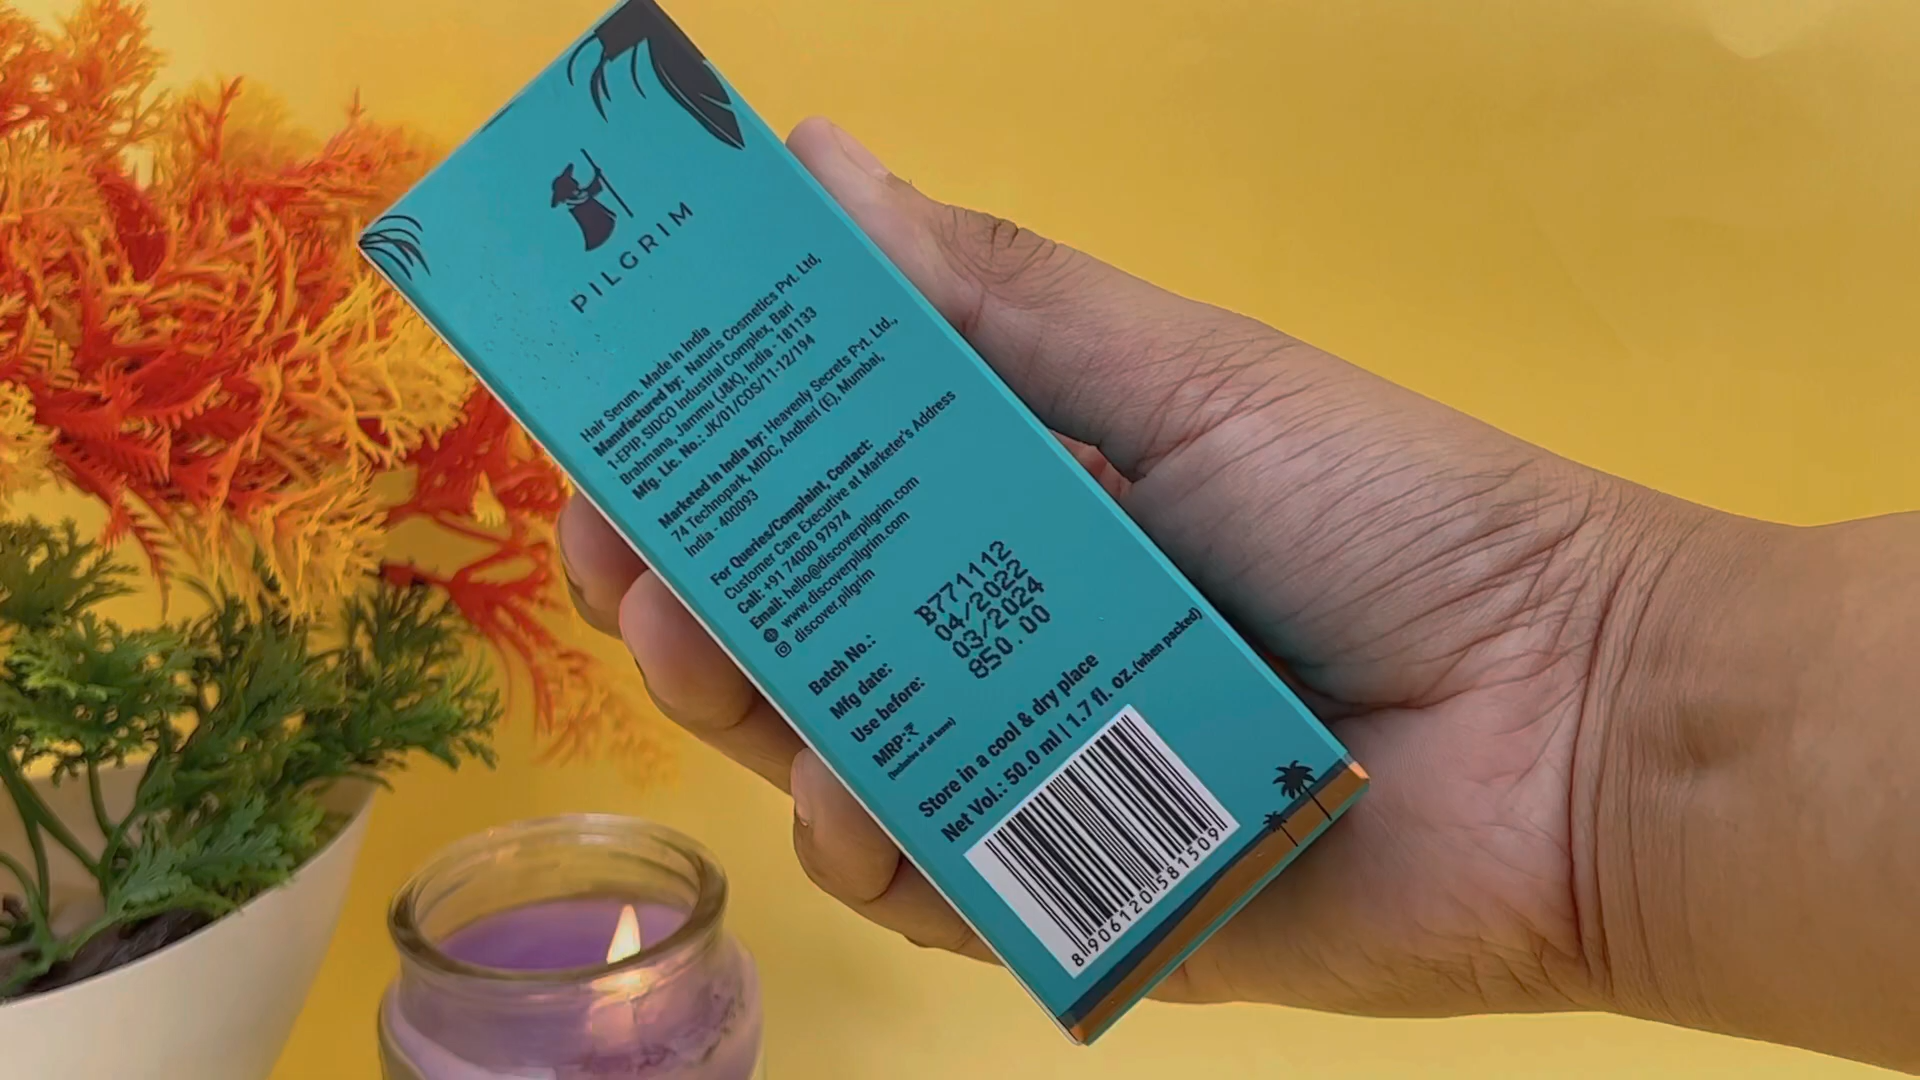 PILGRIM
Hair Serum. Made in India
Manufactured by: Naturis Cosmetics Pvt. Ltd,
1-EPIP, SIDCO Industrial Complex, Bari
Brahmana, Jammu (J&K), India - 181133
Mfg. Lic. No.: JK/01/COS/11-12/194
Marketed in India by: Heavenly Secrets Pvt. Ltd.,
74 Technopark, MIDC, Andheri (E), Mumbai,
India - 400093
For Queries/Complaint, Contact:
Customer Care Executive at Marketer's Address
Call: +91 74000 97974
Email: hello@discoverpilgrim.com
www.discoverpilgrim.com
discover.pilgrim
Batch No.: B771112
Mfg date: 04/2022
Use before: 03/2024
MRP:₹ 850.00
(Inclusive of all taxes)
Store in a cool & dry place
Net Vol.: 50.0 ml | 1.7 fl. oz.(when packed)
8906120581509